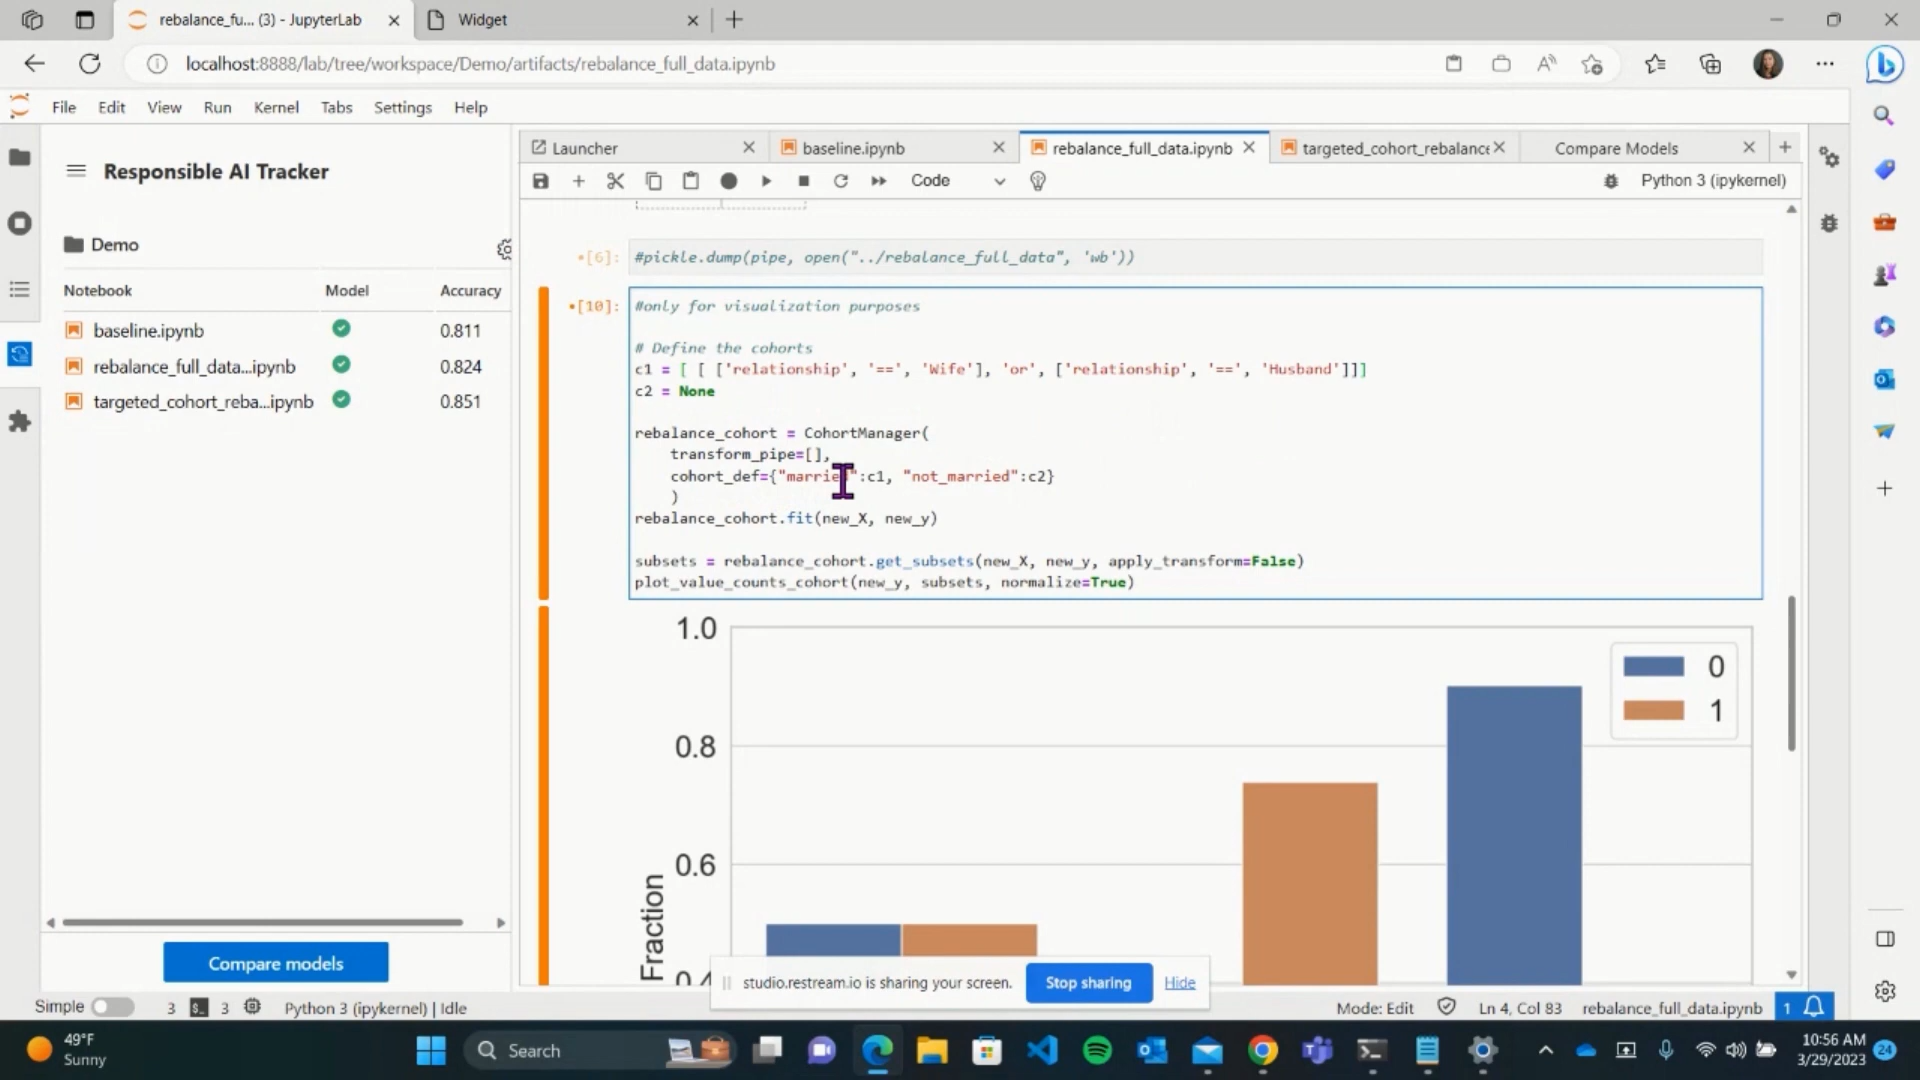 rebalance_fu... (3) - JupyterLab
Widget
localhost:8888/lab/tree/workspace/Demo/artifacts/rebalance_full_data.ipynb
File Edit View Run Kernel Tabs Settings Help
Responsible AI Tracker
Demo
Notebook Model Accuracy
baseline.ipynb 0.811
rebalance_full_data...ipynb 0.824
targeted_cohort_reba...ipynb 0.851
Compare models
Launcher
baseline.ipynb
rebalance_full_data.ipynb
targeted_cohort_rebalance
Compare Models
Code
Python 3 (ipykernel)
[6]: #pickle.dump(pipe, open("../rebalance_full_data", 'wb'))
[10]: #only for visualization purposes
# Define the cohorts
c1 = [ [ ['relationship', '==', 'Wife'], 'or', ['relationship', '==', 'Husband']]]
c2 = None
rebalance_cohort = CohortManager(
transform_pipe=[],
cohort_def={"married":c1, "not_married":c2}
)
rebalance_cohort.fit(new_X, new_y)
subsets = rebalance_cohort.get_subsets(new_X, new_y, apply_transform=False)
plot_value_counts_cohort(new_y, subsets, normalize=True)
1.0
0.8
0.6
0.4
Fraction
0
1
studio.restream.io is sharing your screen.
Stop sharing
Hide
Simple 3 3 Python 3 (ipykernel) | Idle
Mode: Edit Ln 4, Col 83 rebalance_full_data.ipynb 1
49°F
Sunny
Search
10:56 AM
3/29/2023
24